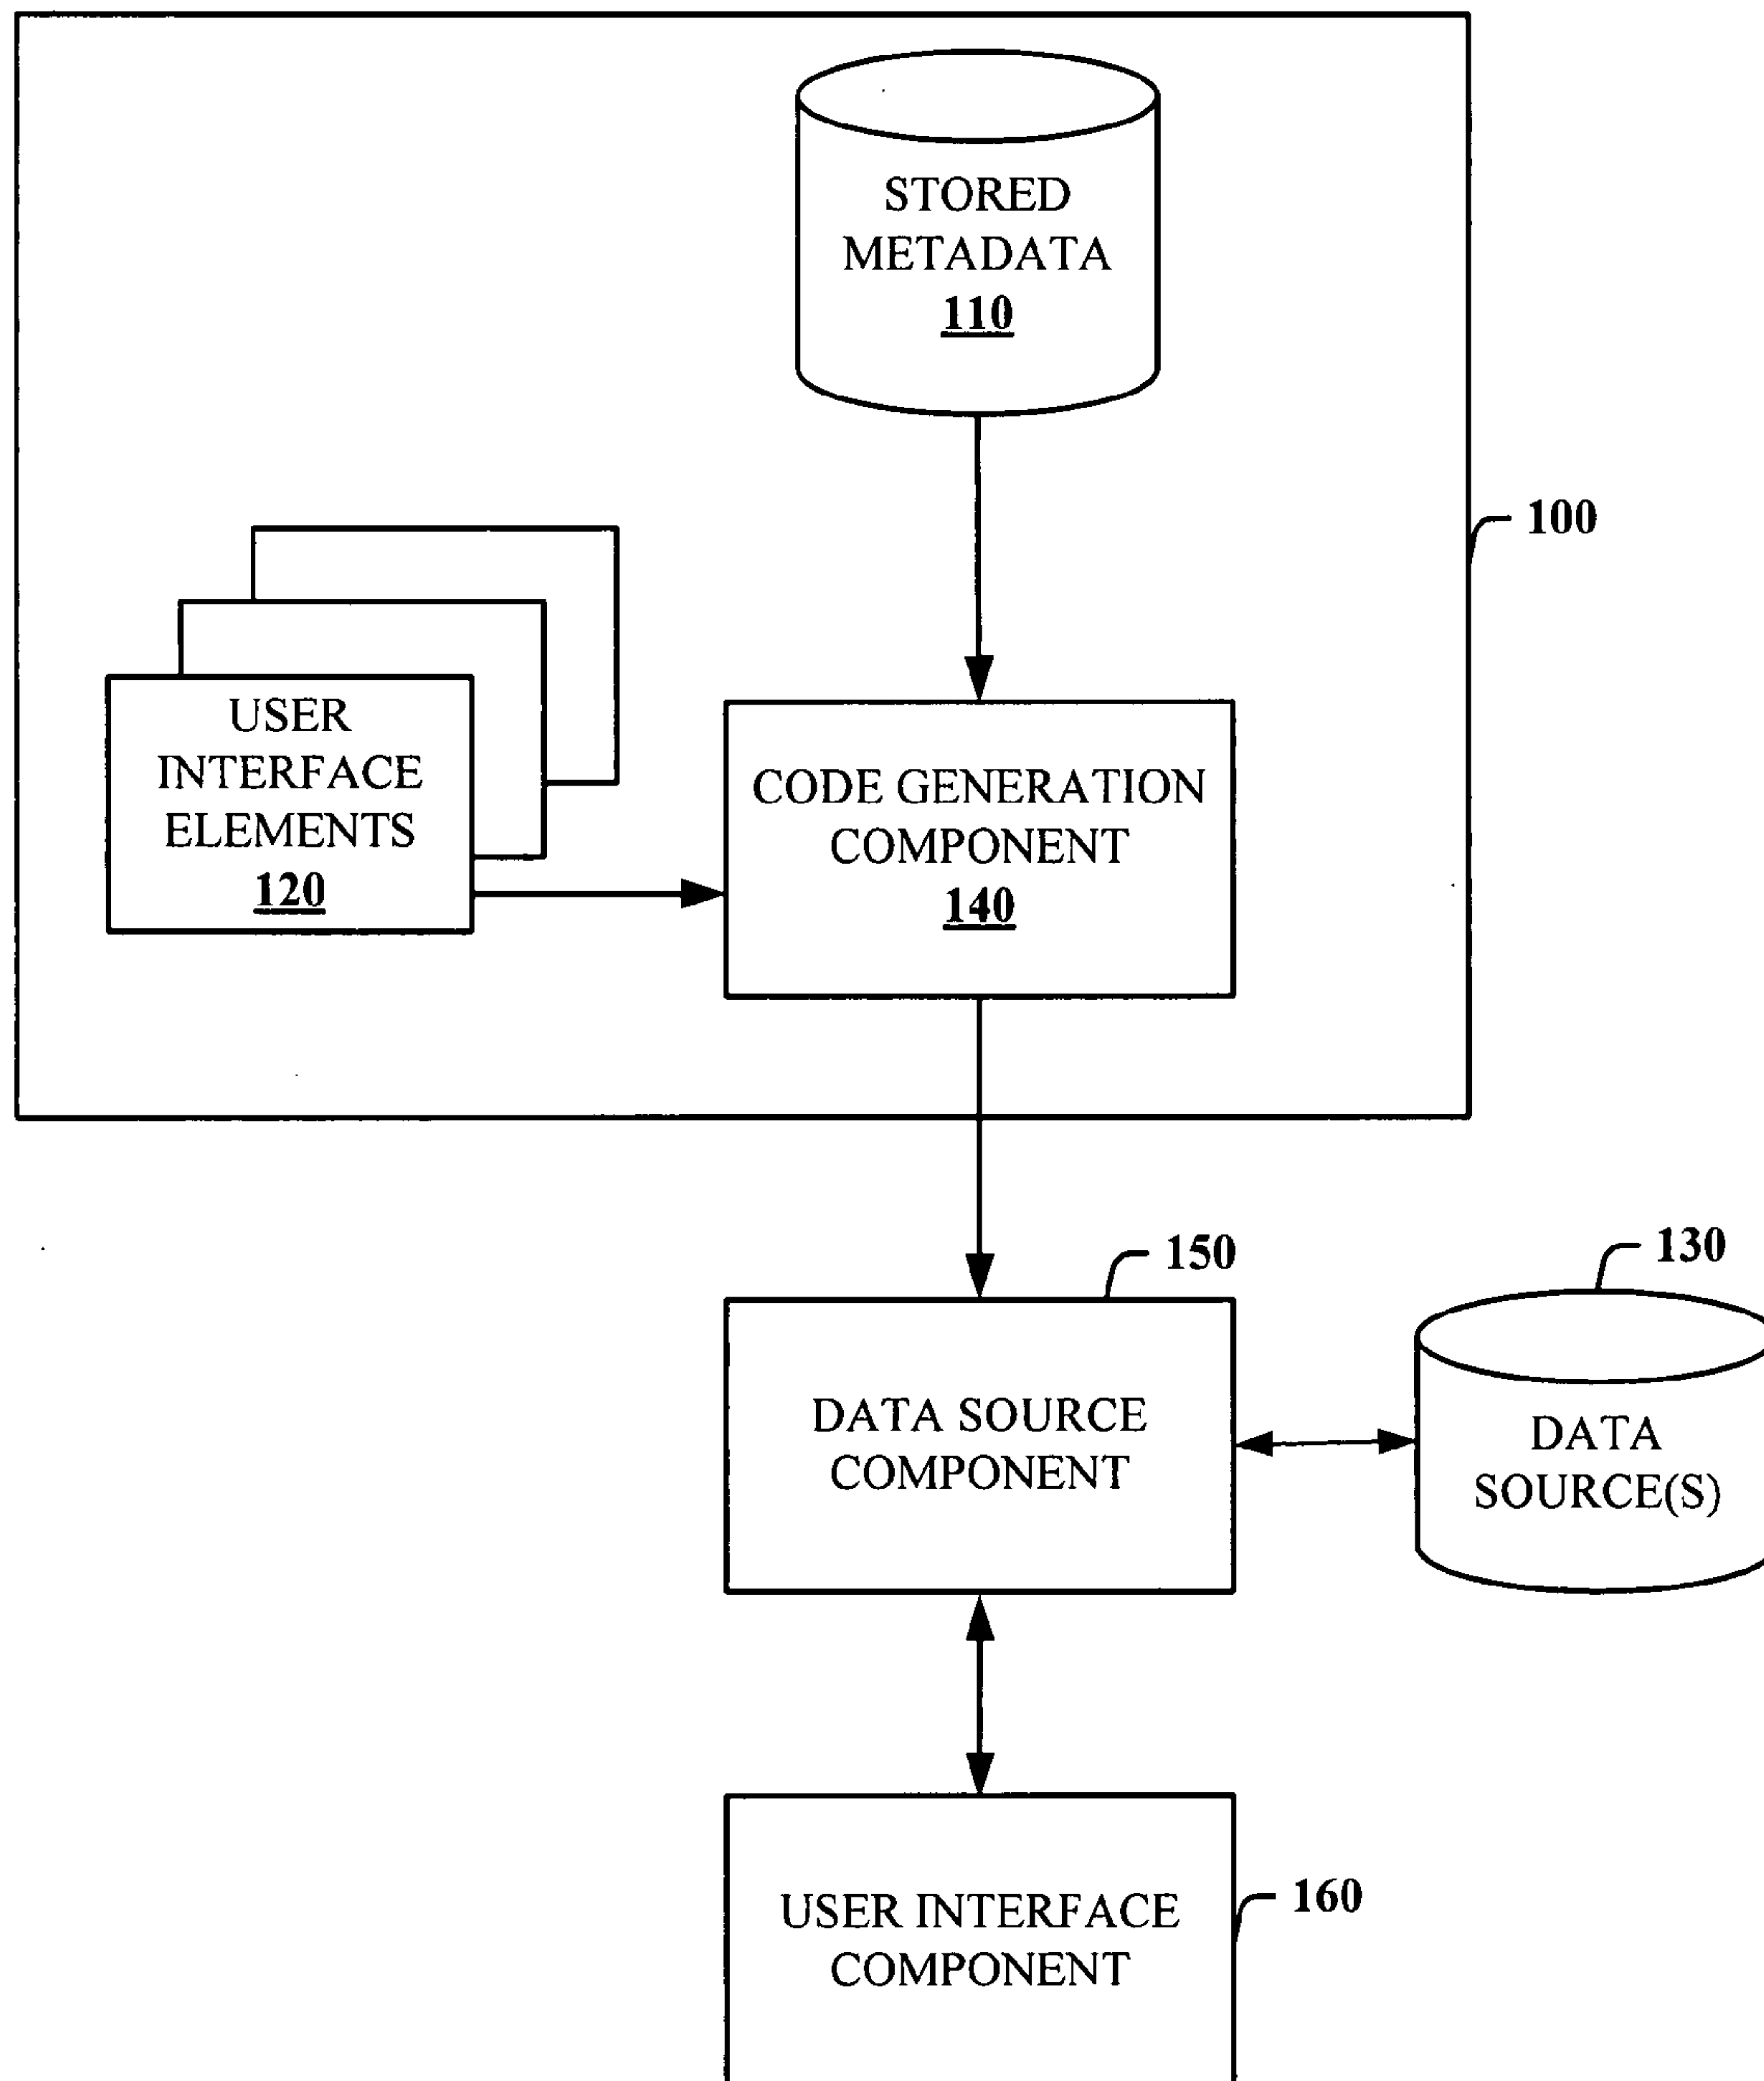 STORED
METADATA
110
100
USER
INTERFACE
ELEMENTS
120
CODE GENERATION
COMPONENT
140
150
130
DATA SOURCE
COMPONENT
DATA
SOURCE(S)
USER INTERFACE
COMPONENT
160